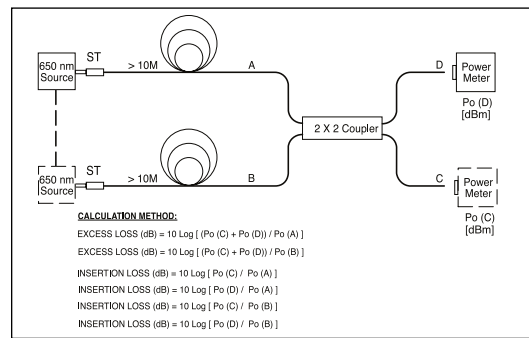 650 nm
Source
ST
> 10M
A
D
Power
Meter
Po (D)
[dBm]
2 X 2 Coupler
650 nm
Source
ST
> 10M
B
C
Power
Meter
Po (C)
[dBm]
CALCULATION METHOD:
EXCESS LOSS (dB) = 10 Log [ (Po (C) + Po (D)) / Po (A) ]
EXCESS LOSS (dB) = 10 Log [ (Po (C) + Po (D)) / Po (B) ]
INSERTION LOSS (dB) = 10 Log [ Po (C) / Po (A) ]
INSERTION LOSS (dB) = 10 Log [ Po (D) / Po (A) ]
INSERTION LOSS (dB) = 10 Log [ Po (C) / Po (B) ]
INSERTION LOSS (dB) = 10 Log [ Po (D) / Po (B) ]